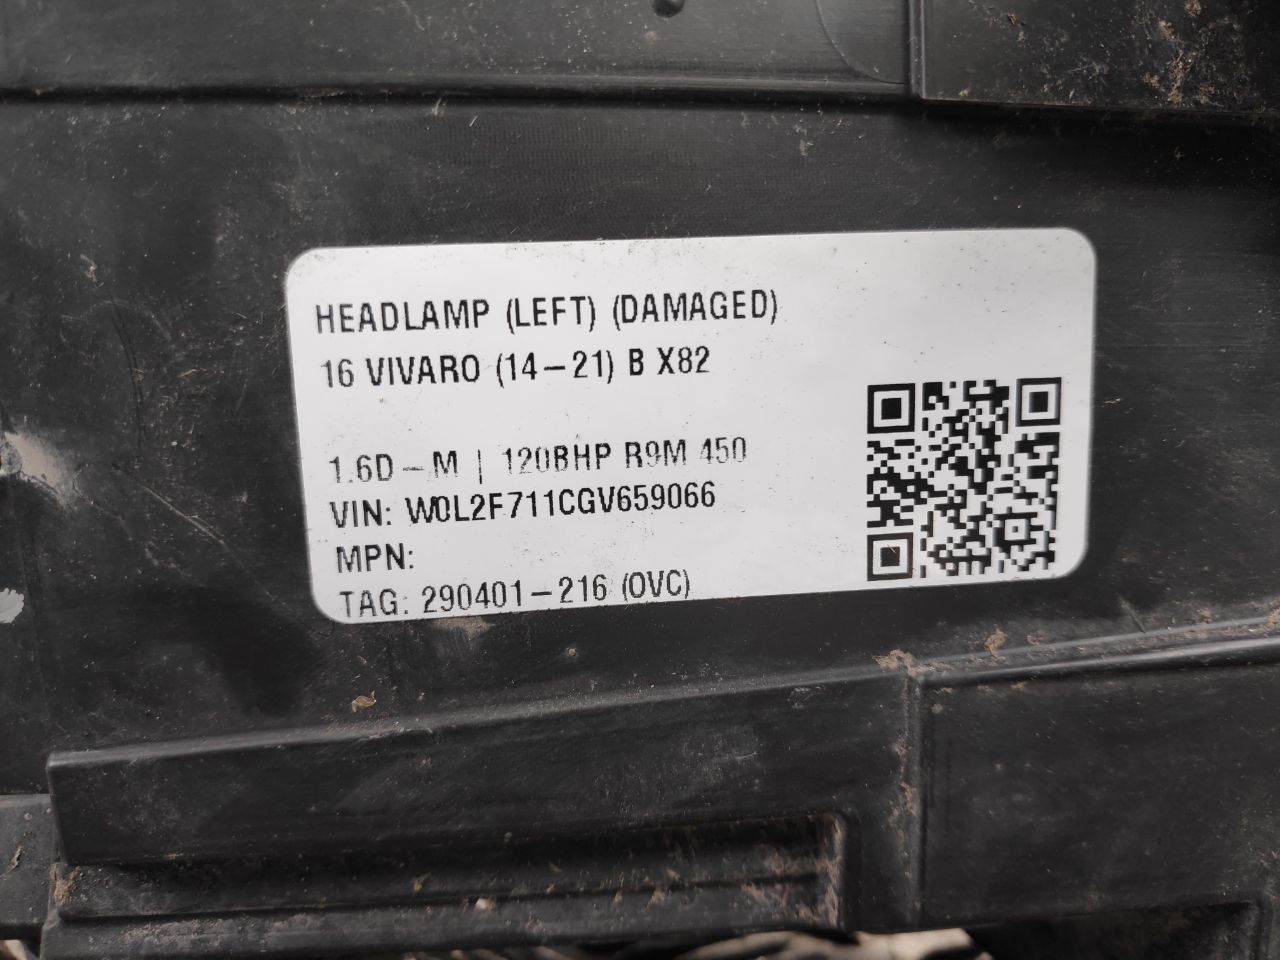 HEADLAMP (LEFT) (DAMAGED)
16 VIVARO (14-21) B X82
1.6D-M | 120BHP R9M 450
VIN: W0L2F711CGV659066
MPN:
TAG: 290401-216 (OVC)